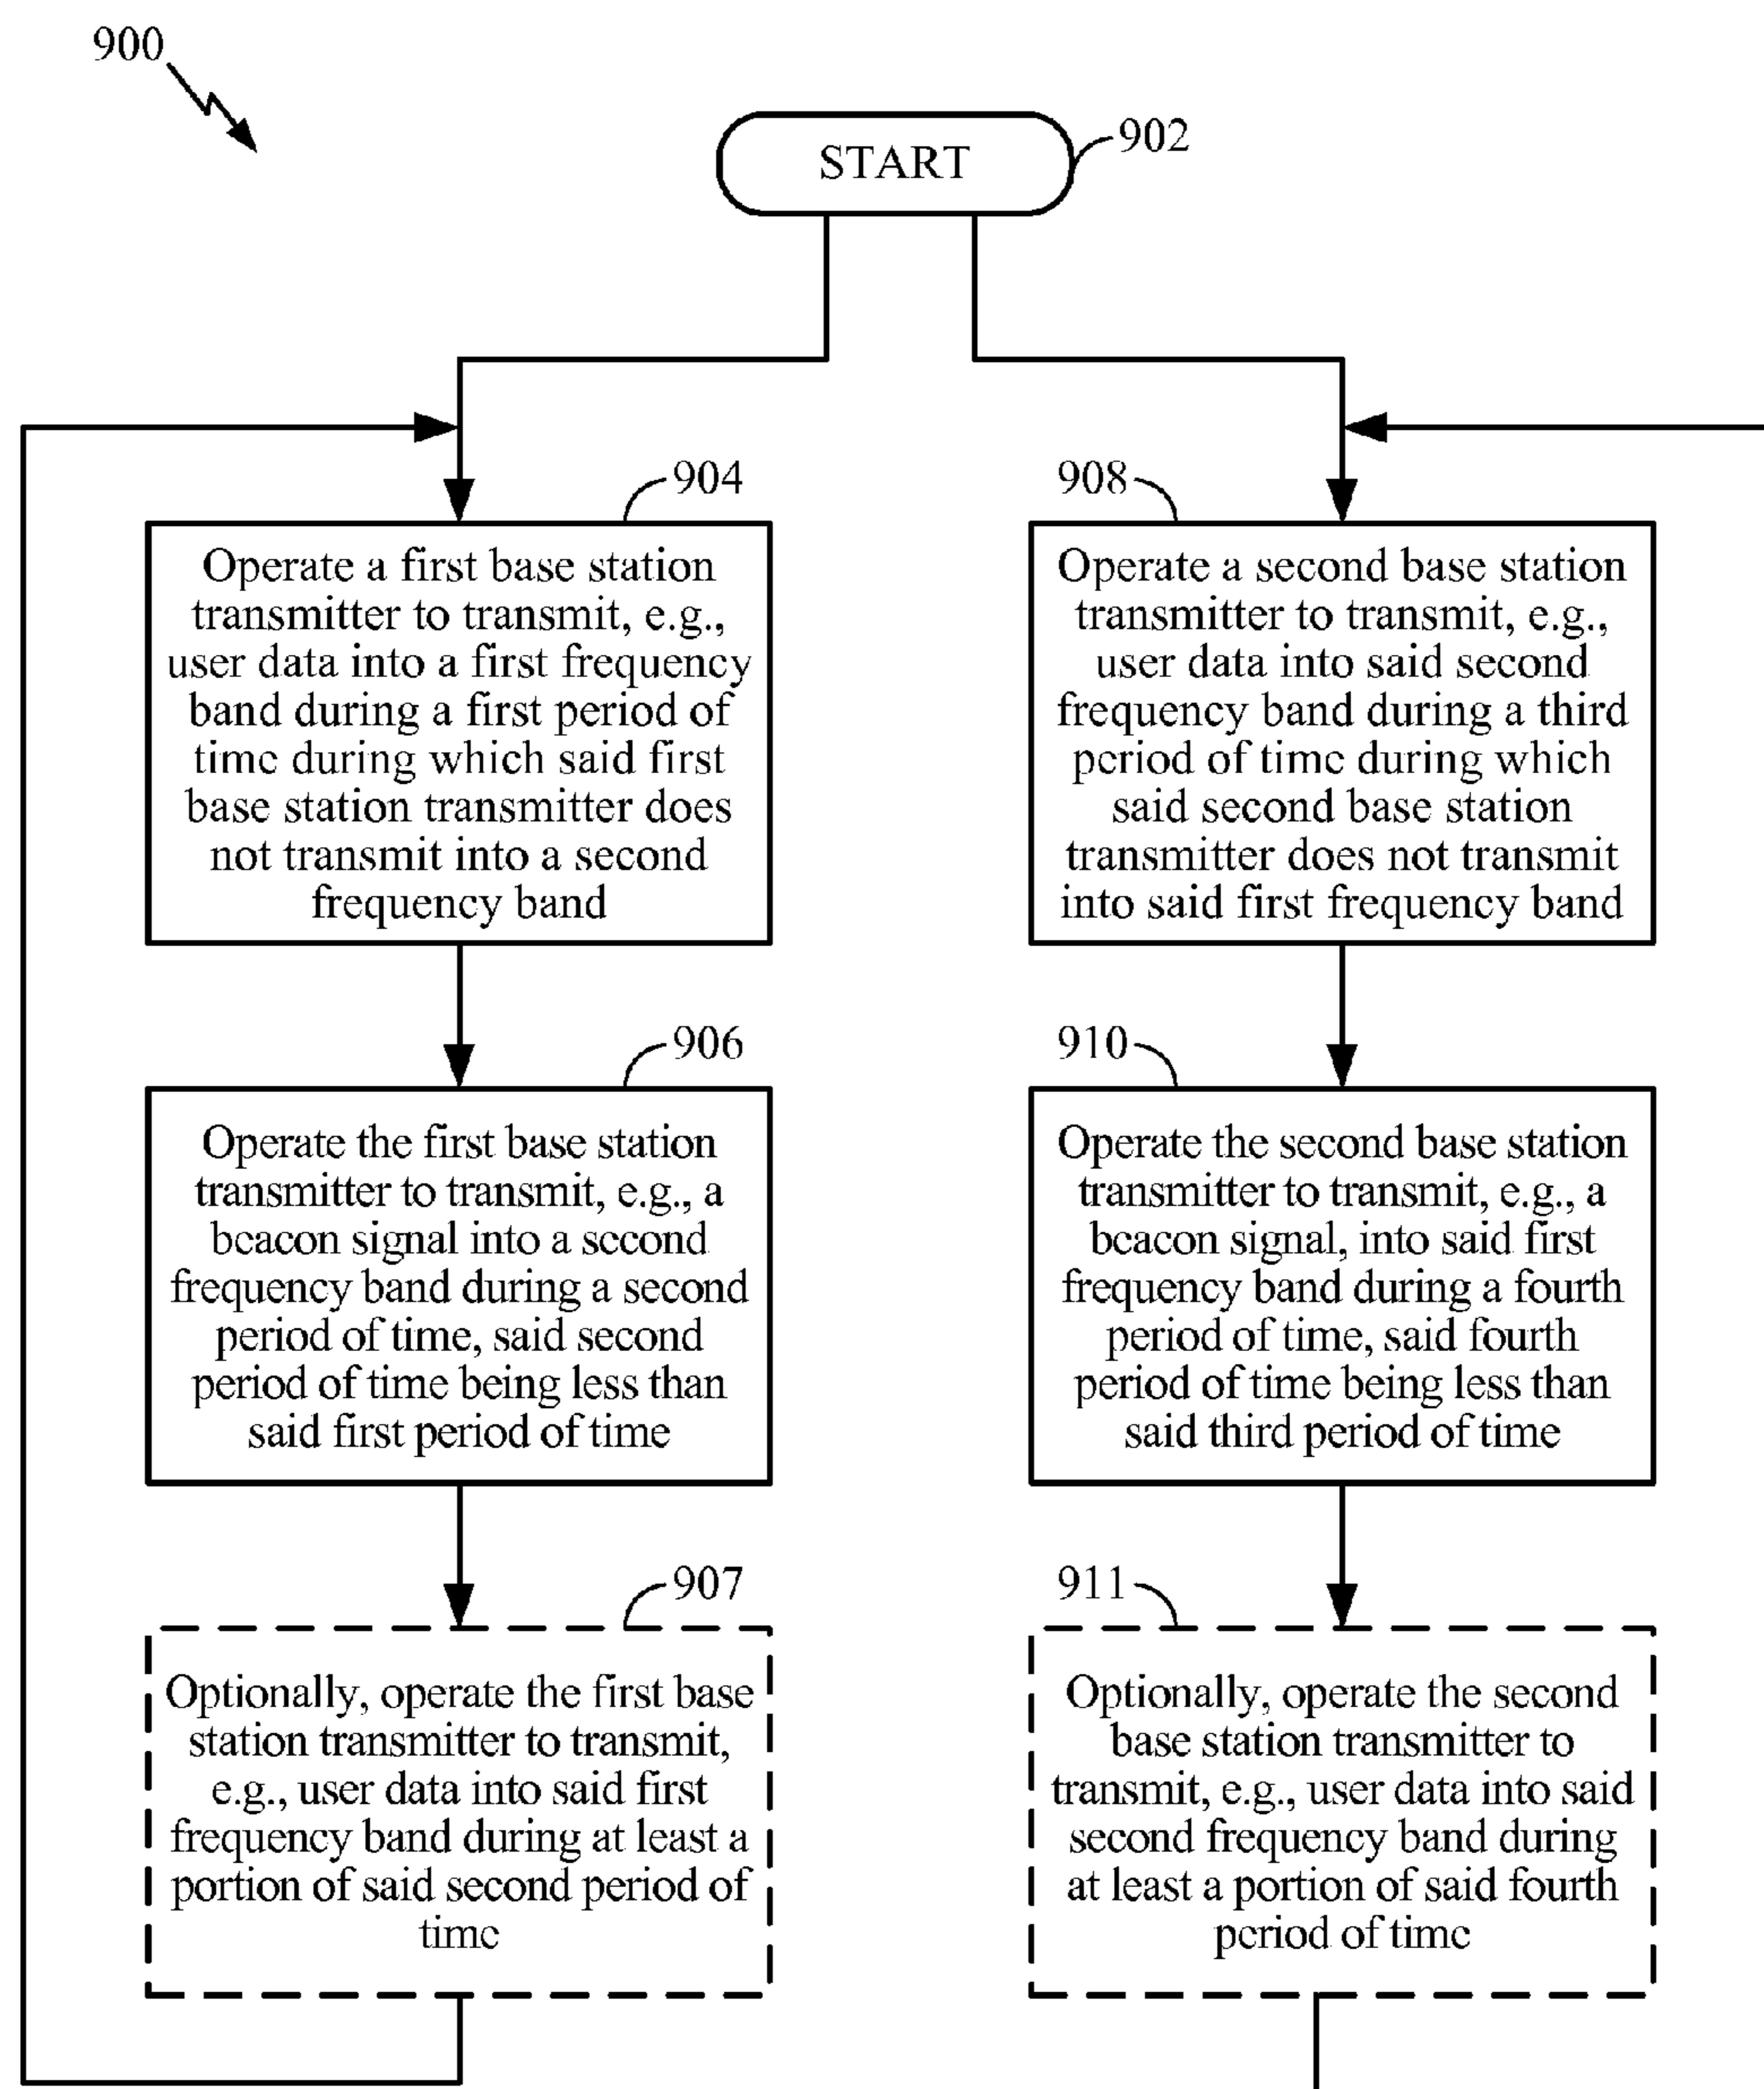 900
START
902
904
Operate a first base station
transmitter to transmit, e.g.,
user data into a first frequency
band during a first period of
time during which said first
base station transmitter does
not transmit into a second
frequency band
908
Operate a second base station
transmitter to transmit, e.g.,
user data into said second
frequency band during a third
period of time during which
said second base station
transmitter does not transmit
into said first frequency band
906
Operate the first base station
transmitter to transmit, e.g., a
beacon signal into a second
frequency band during a second
period of time, said second
period of time being less than
said first period of time
910
Operate the second base station
transmitter to transmit, e.g., a
beacon signal, into said first
frequency band during a fourth
period of time, said fourth
period of time being less than
said third period of time
907
Optionally, operate the first base
station transmitter to transmit,
e.g., user data into said first
frequency band during at least a
portion of said second period of
time
911
Optionally, operate the second
base station transmitter to
transmit, e.g., user data into said
second frequency band during
at least a portion of said fourth
period of time